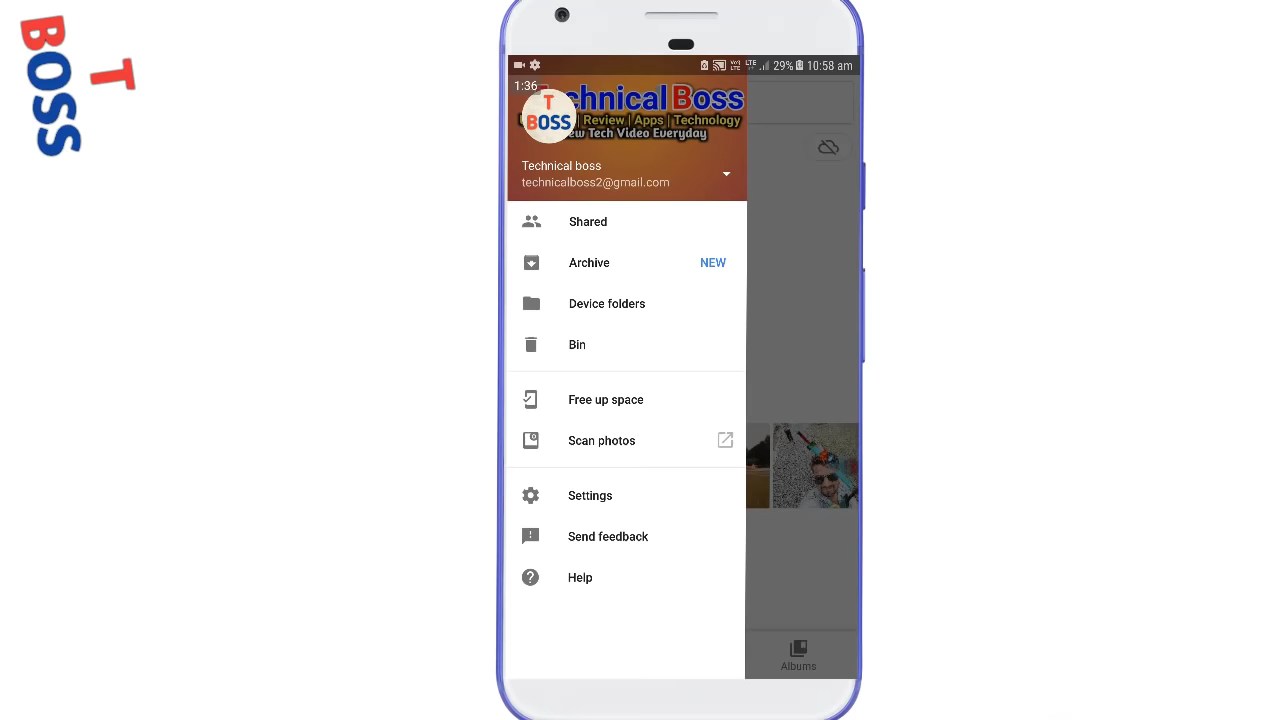 T
BOSS
VoLTE LTE 29% 10:58 am
1:36
T
BOSS
Technical Boss
| Review | Apps | Technology
New Tech Video Everyday
Technical boss
technicalboss2@gmail.com
Shared
Archive NEW
Device folders
Bin
Free up space
Scan photos
Settings
Send feedback
Help
Albums